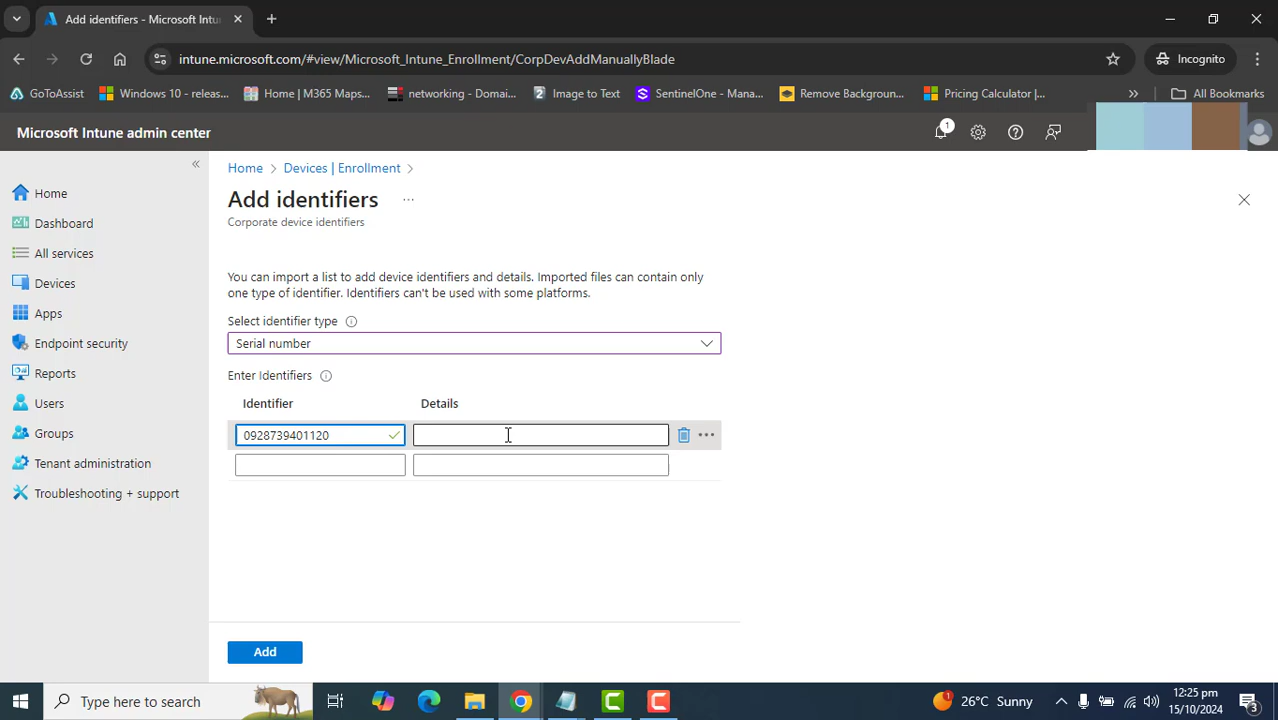 Add identifiers - Microsoft Intu
intune.microsoft.com/#view/Microsoft_Intune_Enrollment/CorpDevAddManuallyBlade
Incognito
GoToAssist
Windows 10 - releas...
Home | M365 Maps...
networking - Domai...
Image to Text
SentinelOne - Mana...
Remove Backgroun...
Pricing Calculator |...
All Bookmarks
Microsoft Intune admin center
1
Home
Dashboard
All services
Devices
Apps
Endpoint security
Reports
Users
Groups
Tenant administration
Troubleshooting + support
Home > Devices | Enrollment >
Add identifiers ...
Corporate device identifiers
You can import a list to add device identifiers and details. Imported files can contain only
one type of identifier. Identifiers can't be used with some platforms.
Select identifier type
Serial number
Enter Identifiers
Identifier Details
0928739401120
Add
Type here to search
1
26°C Sunny
12:25 pm
15/10/2024
3